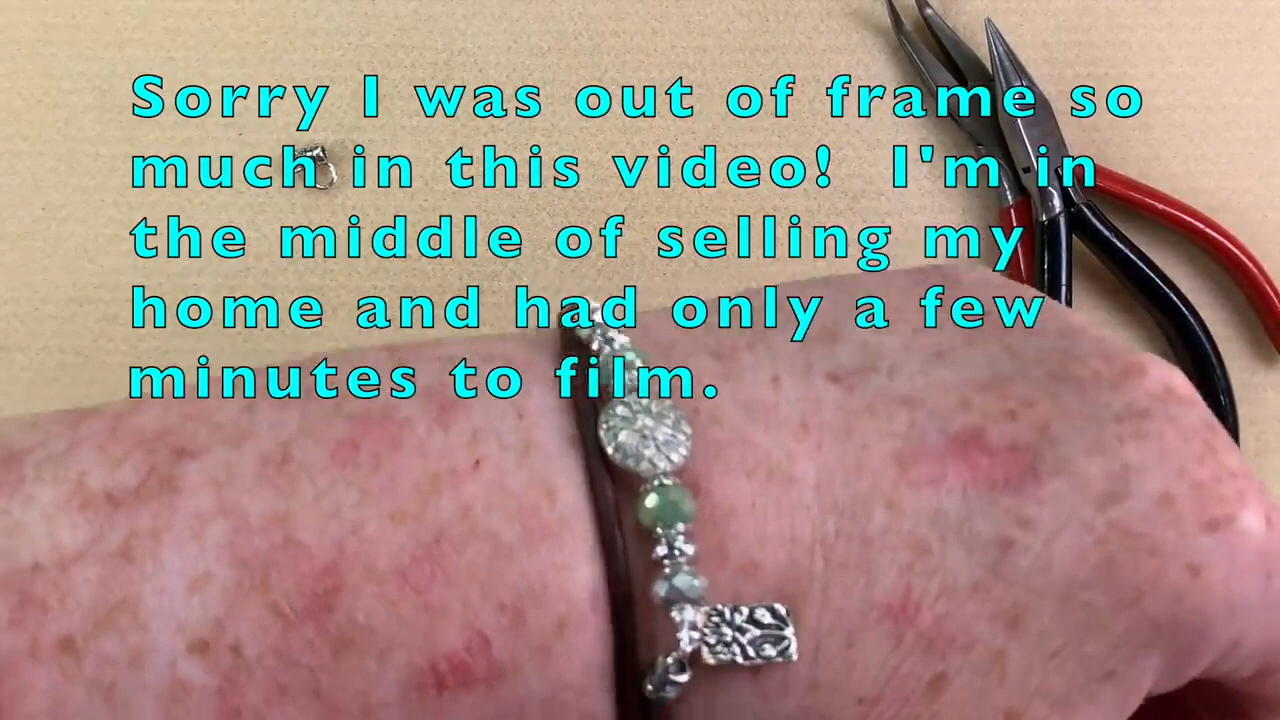 Sorry I was out of frame so
much in this video!  I'm in
the middle of selling my
home and had only a few
minutes to film.